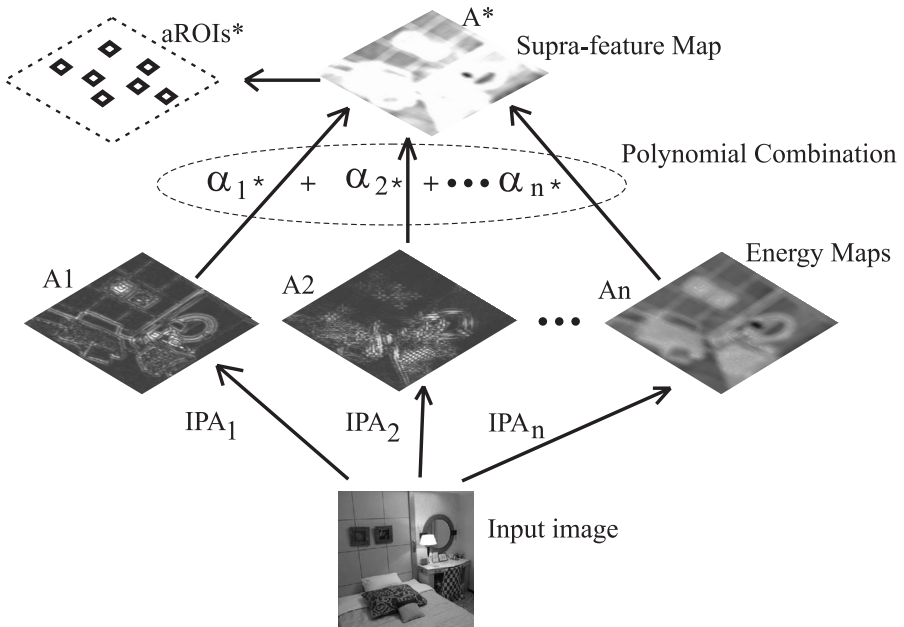 aROIs*
A*
Supra-feature Map
Polynomial Combination
α1* + α2* + ••• αn*
Energy Maps
A1
A2
•••
An
IPA1
IPA2
IPAn
Input image